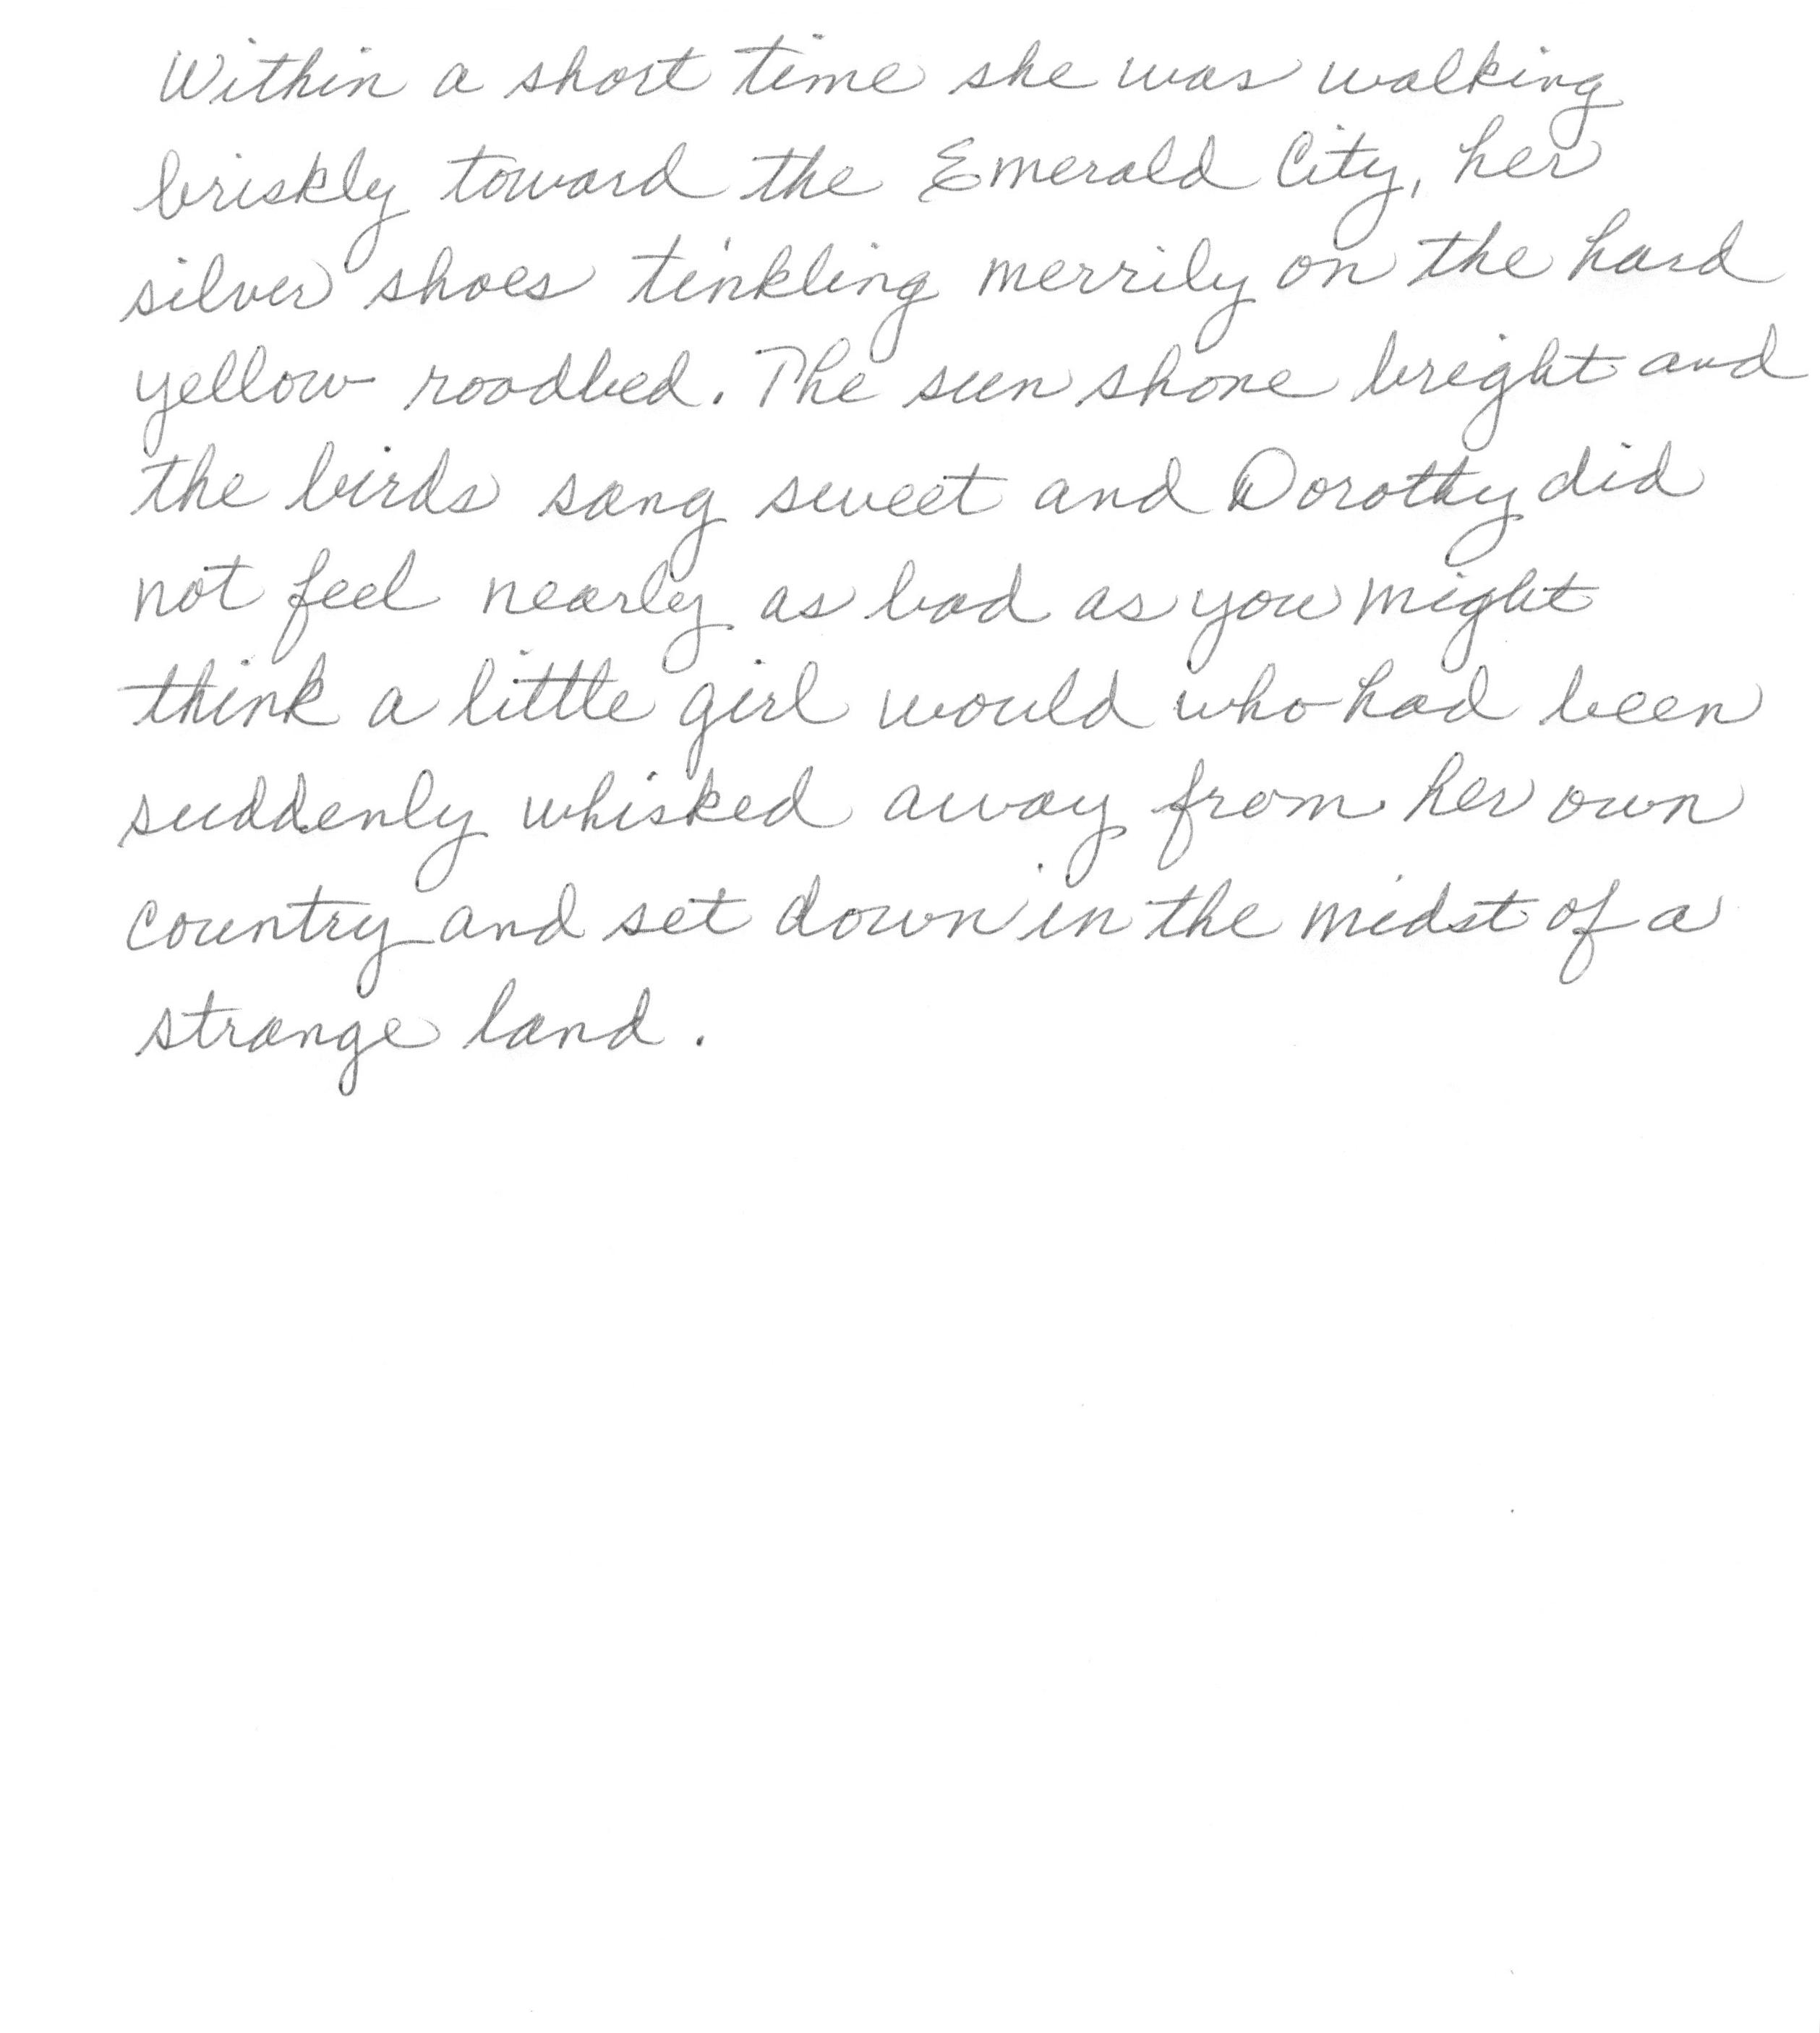 Within a short time she was walking
briskly toward the Emerald City, her
silver shoes tinkling merrily on the hard
yellow roadbed. The sun shone bright and
the birds sang sweet and Dorothy did
not feel nearly as bad as you might
think a little girl would who had been
suddenly whisked away from her own
country and set down in the midst of a
strange land.